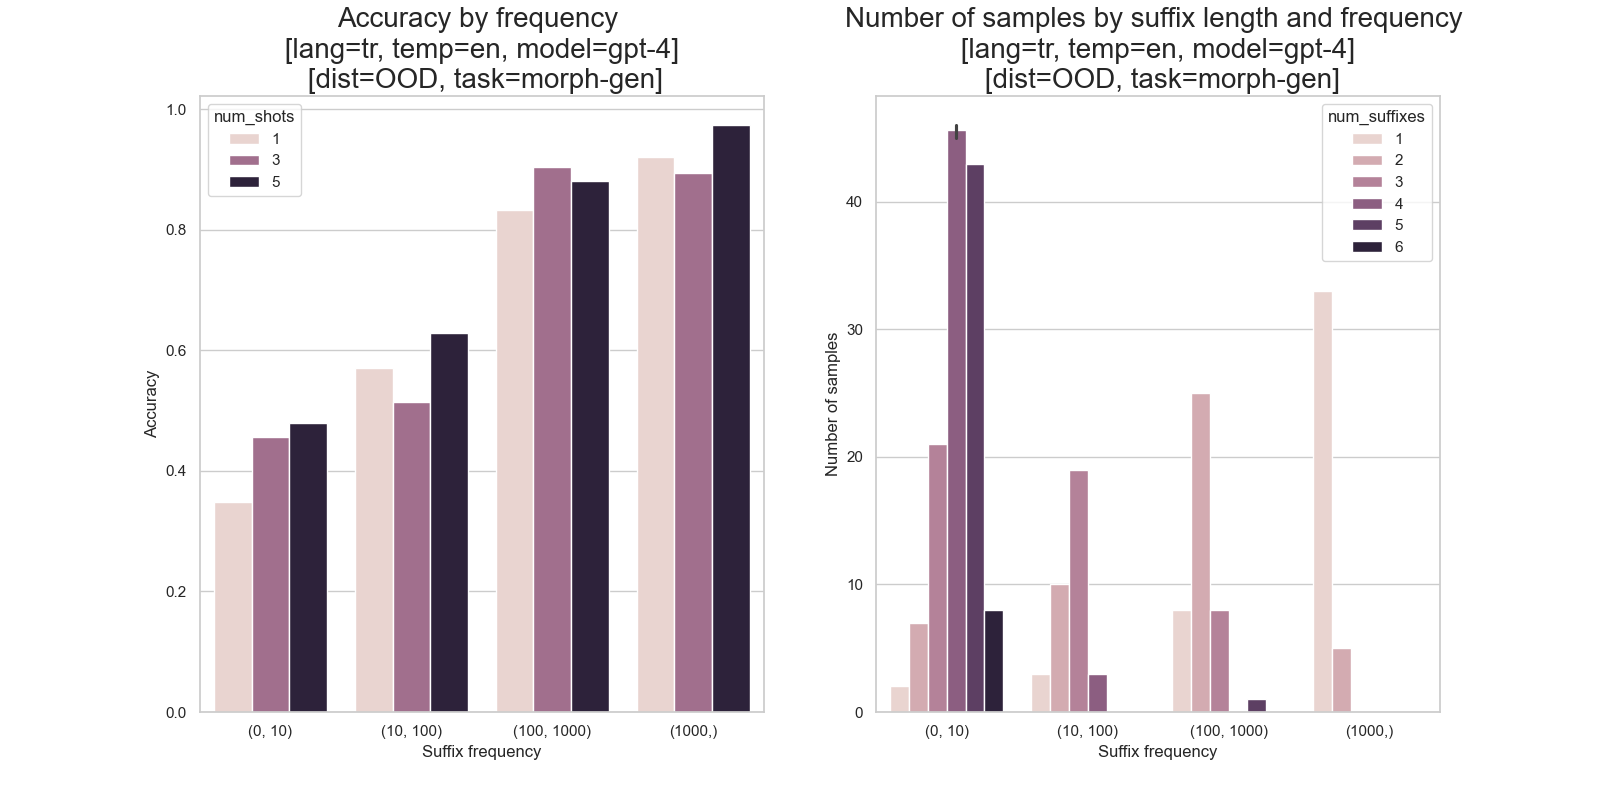 Accuracy by frequency
[lang=tr, temp=en, model=gpt-4]
[dist=OOD, task=morph-gen]
num_shots
1
3
5
1.0
0.8
0.6
0.4
0.2
0.0
Accuracy
(0, 10)
(10, 100)
(100, 1000)
(1000,)
Suffix frequency
Number of samples by suffix length and frequency
[lang=tr, temp=en, model=gpt-4]
[dist=OOD, task=morph-gen]
num_suffixes
1
2
3
4
5
6
40
30
20
10
0
Number of samples
(0, 10)
(10, 100)
(100, 1000)
(1000,)
Suffix frequency